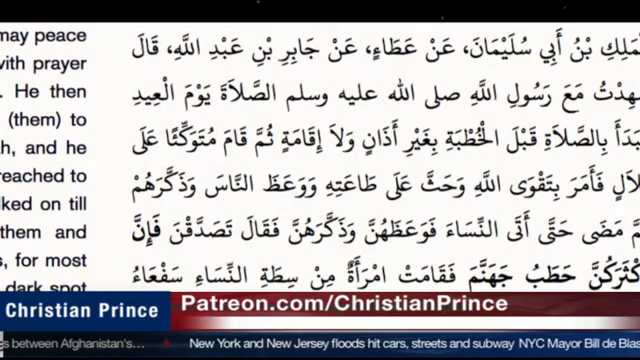 may peace
with prayer
. He then
(them) to
ah, and he
reached to
lked on till
them and
s, for most
dark spot
لْمَلِكِ بْنُ أَبِي سُلَيْمَانَ، عَنْ عَطَاءٍ، عَنْ جَابِرِ بْنِ عَبْدِ اللَّهِ، قَالَ
شَهِدْتُ مَعَ رَسُولِ اللَّهِ صلى الله عليه وسلم الصَّلاَةَ يَوْمَ الْعِيدِ
بَدَأَ بِالصَّلاَةِ قَبْلَ الْخُطْبَةِ بِغَيْرِ أَذَانٍ وَلاَ إِقَامَةٍ ثُمَّ قَامَ مُتَوَكِّئًا عَلَى
لاَلٍ فَأَمَرَ بِتَقْوَى اللَّهِ وَحَثَّ عَلَى طَاعَتِهِ وَوَعَظَ النَّاسَ وَذَكَّرَهُمْ
مَّ مَضَى حَتَّى أَتَى النِّسَاءَ فَوَعَظَهُنَّ وَذَكَّرَهُنَّ فَقَالَ تَصَدَّقْنَ فَإِنَّ
كْثَرَكُنَّ حَطَبُ جَهَنَّمَ فَقَامَتِ امْرَأَةٌ مِنْ سِطَةِ النِّسَاءِ سَفْعَاءُ
Christian Prince
Patreon.com/ChristianPrince
s between Afghanistan's...
New York and New Jersey floods hit cars, streets and subway NYC Mayor Bill de Blas